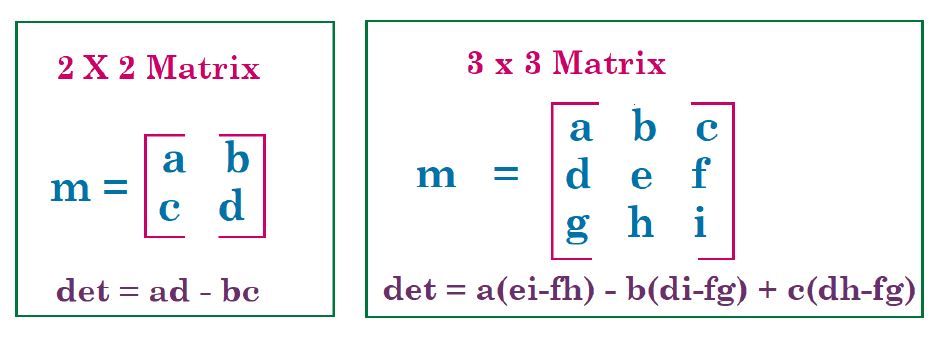 2 X 2 Matrix
m = a b
c d
det = ad - bc
3 x 3 Matrix
a b c
m = d e f
g h i
det = a(ei-fh) - b(di-fg) + c(dh-fg)